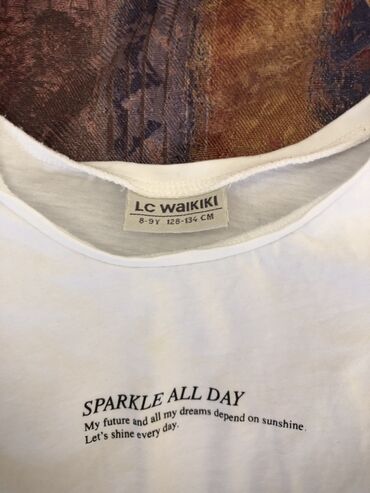 LC WAIKIKI
8-9Y 128-134 CM
SPARKLE ALL DAY
My future and all my dreams depend on sunshine.
Let's shine every day.